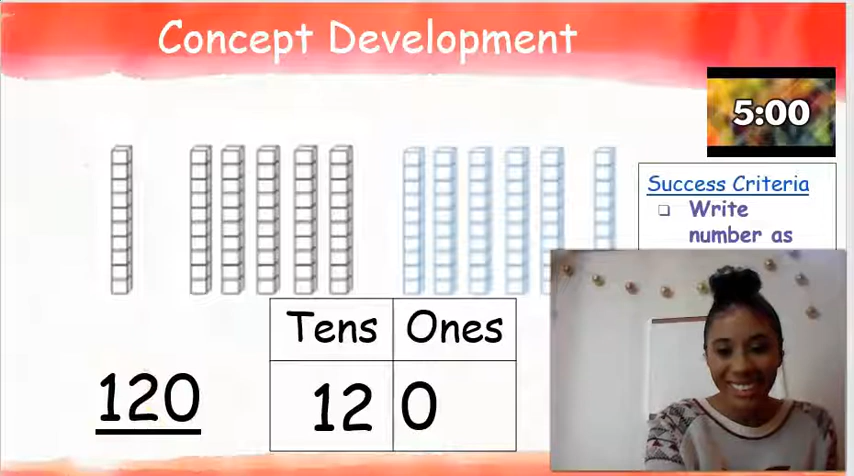 Concept Development
5:00
Success Criteria
Write
number as
Tens Ones
120
12 0